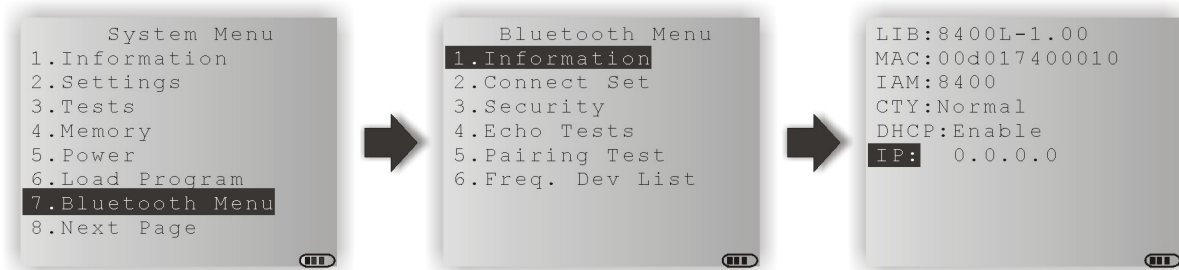 System Menu
1.Information
2.Settings
3.Tests
4.Memory
5.Power
6.Load Program
7.Bluetooth Menu
8.Next Page
Bluetooth Menu
1.Information
2.Connect Set
3.Security
4.Echo Tests
5.Pairing Test
6.Freq. Dev List
LIB:8400L-1.00
MAC:00d017400010
IAM:8400
CTY:Normal
DHCP:Enable
IP: 0.0.0.0